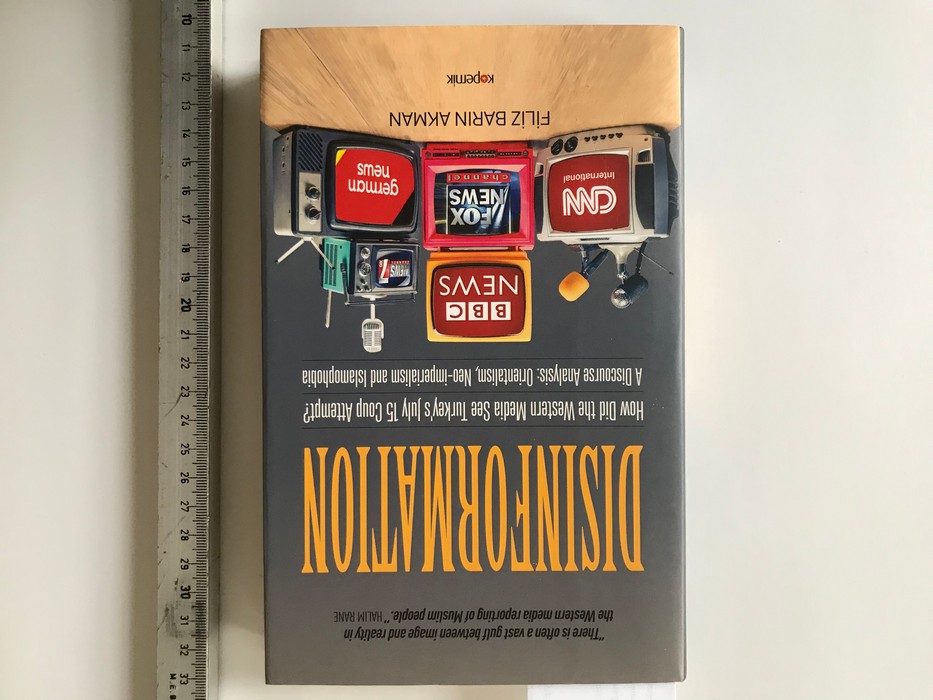 "There is often a vast gulf between image and reality in
the Western media reporting of Muslim people." HALIM RANE
DISINFORMATION
How Did the Western Media See Turkey's July 15 Coup Attempt?
A Discourse Analysis: Orientalism, Neo-imperialism and Islamophobia
BBC
NEWS
NEWS
CNN
International
FOX
NEWS
channel
german
news
FİLİZ BARIN AKMAN
kopernik
10
11
12
13
14
15
16
17
18
19
20
21
22
23
24
25
26
27
28
29
30
31
32
33